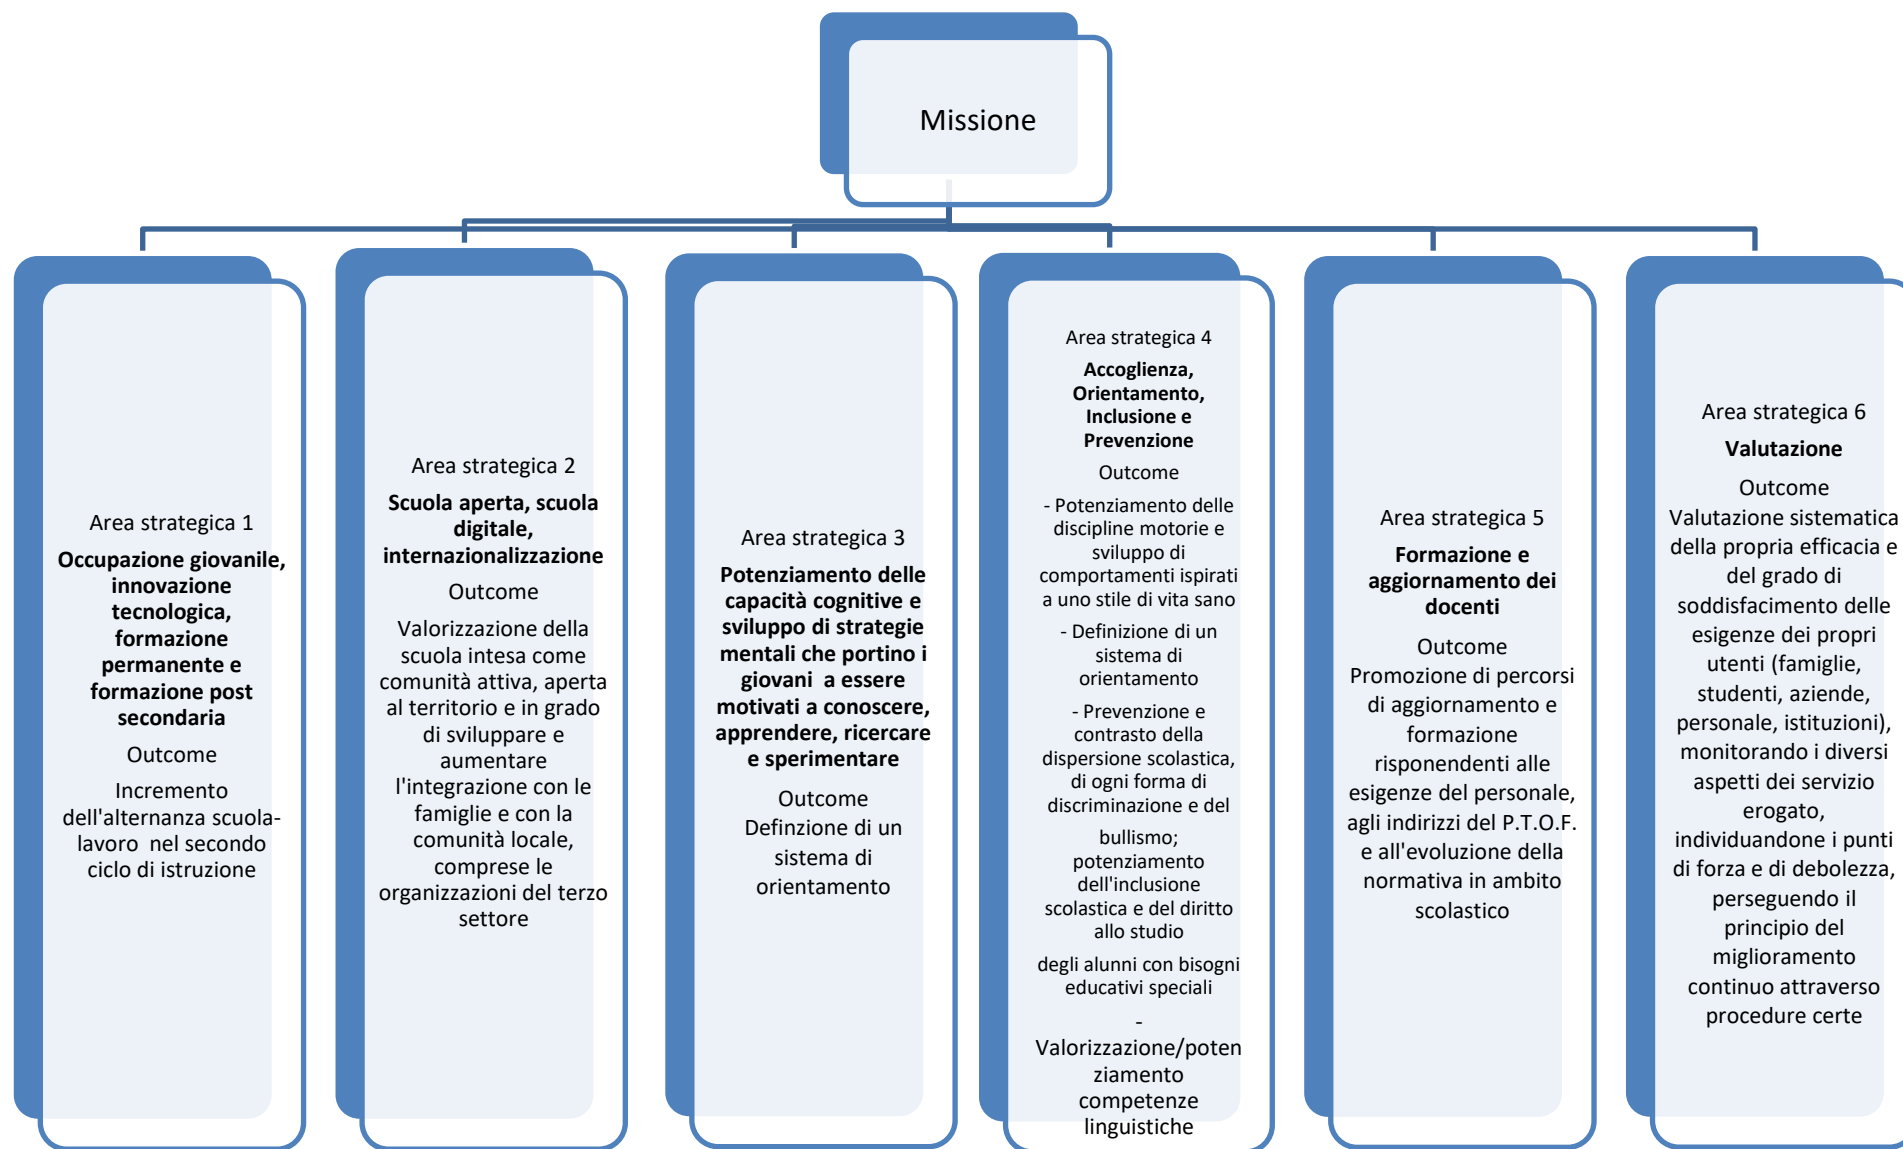 Missione
Area strategica 1
Occupazione giovanile,
innovazione
tecnologica,
formazione
permanente e
formazione post
secondaria
Outcome
Incremento
dell'alternanza scuola-
lavoro nel secondo
ciclo di istruzione
Area strategica 2
Scuola aperta, scuola
digitale,
internazionalizzazione
Outcome
Valorizzazione della
scuola intesa come
comunità attiva, aperta
al territorio e in grado
di sviluppare e
aumentare
l'integrazione con le
famiglie e con la
comunità locale,
comprese le
organizzazioni del terzo
settore
Area strategica 3
Potenziamento delle
capacità cognitive e
sviluppo di strategie
mentali che portino i
giovani a essere
motivati a conoscere,
apprendere, ricercare
e sperimentare
Outcome
Definzione di un
sistema di
orientamento
Area strategica 4
Accoglienza,
Orientamento,
Inclusione e
Prevenzione
Outcome
- Potenziamento delle
discipline motorie e
sviluppo di
comportamenti ispirati
a uno stile di vita sano
- Definizione di un
sistema di
orientamento
- Prevenzione e
contrasto della
dispersione scolastica,
di ogni forma di
discriminazione e del
bullismo;
potenziamento
dell'inclusione
scolastica e del diritto
allo studio
degli alunni con bisogni
educativi speciali
-
Valorizzazione/poten
ziamento
competenze
linguistiche
Area strategica 5
Formazione e
aggiornamento dei
docenti
Outcome
Promozione di percorsi
di aggiornamento e
formazione
risponendenti alle
esigenze del personale,
agli indirizzi del P.T.O.F.
e all'evoluzione della
normativa in ambito
scolastico
Area strategica 6
Valutazione
Outcome
Valutazione sistematica
della propria efficacia e
del grado di
soddisfacimento delle
esigenze dei propri
utenti (famiglie,
studenti, aziende,
personale, istituzioni),
monitorando i diversi
aspetti dei servizio
erogato,
individuandone i punti
di forza e di debolezza,
perseguendo il
principio del
miglioramento
continuo attraverso
procedure certe